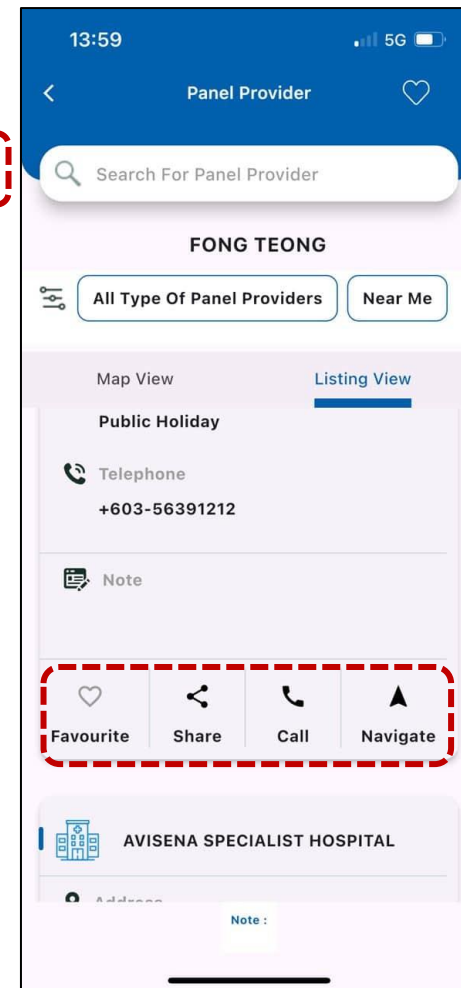 13:59
5G
Panel Provider
Search For Panel Provider
FONG TEONG
All Type Of Panel Providers
Near Me
Map View
Listing View
Public Holiday
Telephone
+603-56391212
Note
Favourite
Share
Call
Navigate
AVISENA SPECIALIST HOSPITAL
Address
Note :